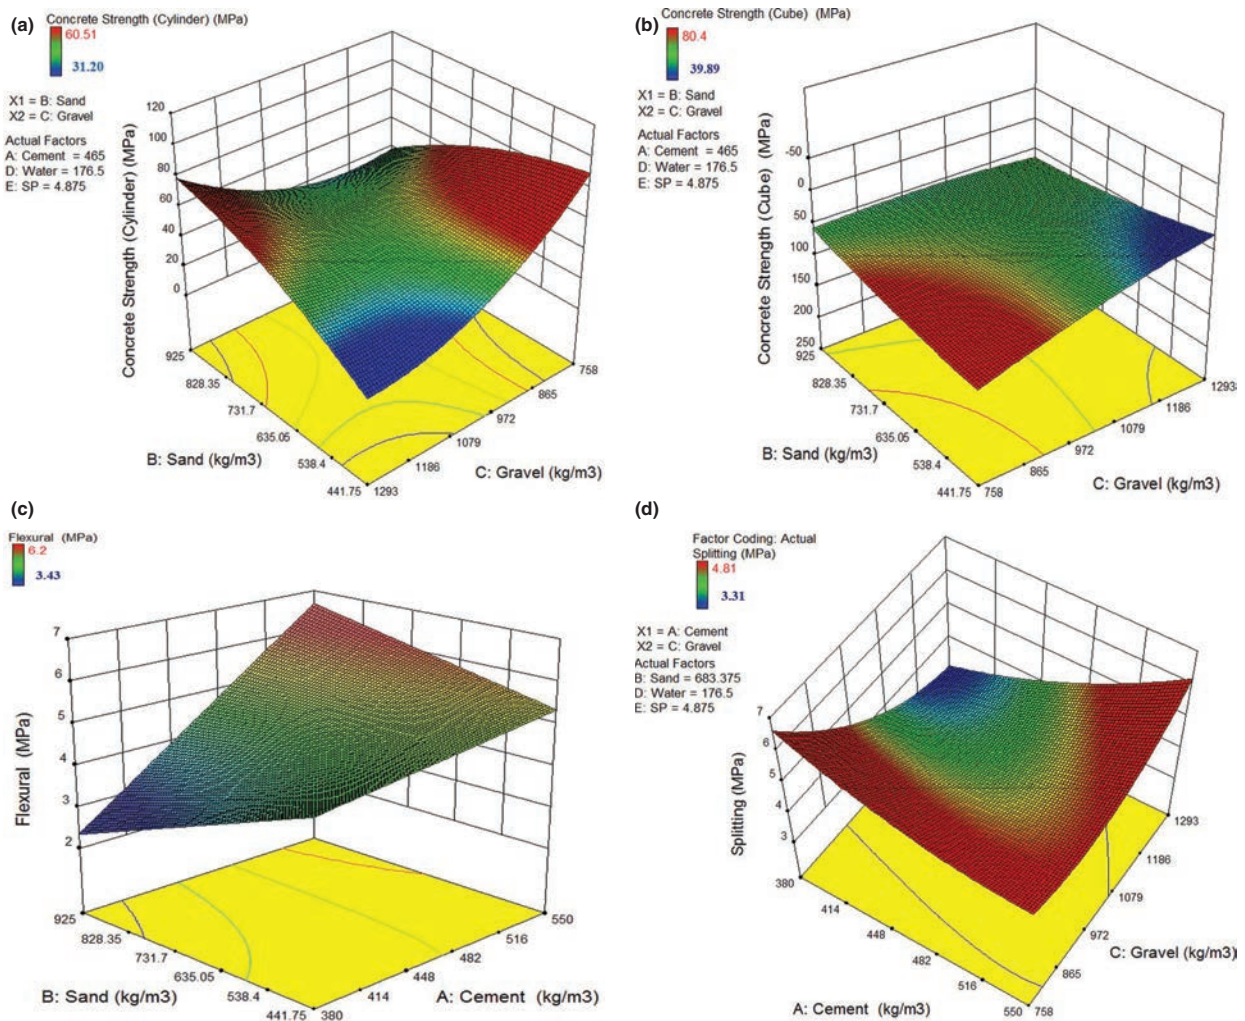 (a)
Concrete Strength (Cylinder) (MPa)
60.51
31.20
X1 = B: Sand
X2 = C: Gravel
Actual Factors
A: Cement = 465
D: Water = 176.5
E: SP = 4.875
Concrete Strength (Cylinder) (MPa)
120
100
80
60
40
20
0
925
828.35
731.7
635.05
538.4
441.75
B: Sand (kg/m3)
1293
1186
1079
972
865
758
C: Gravel (kg/m3)
(b)
Concrete Strength (Cube) (MPa)
80.4
39.89
X1 = B: Sand
X2 = C: Gravel
Actual Factors
A: Cement = 465
D: Water = 176.5
E: SP = 4.875
Concrete Strength (Cube) (MPa)
-50
0
50
100
150
200
250
925
828.35
731.7
635.05
538.4
441.75
B: Sand (kg/m3)
758
865
972
1079
1186
1293
C: Gravel (kg/m3)
(c)
Flexural (MPa)
6.2
3.43
Flexural (MPa)
7
6
5
4
3
2
925
828.35
731.7
635.05
538.4
441.75
B: Sand (kg/m3)
380
414
448
482
516
550
A: Cement (kg/m3)
(d)
Factor Coding: Actual
Splitting (MPa)
4.81
3.31
X1 = A: Cement
X2 = C: Gravel
Actual Factors
B: Sand = 683.375
D: Water = 176.5
E: SP = 4.875
Splitting (MPa)
7
6
5
4
3
380
414
448
482
516
550
A: Cement (kg/m3)
758
865
972
1079
1186
1293
C: Gravel (kg/m3)